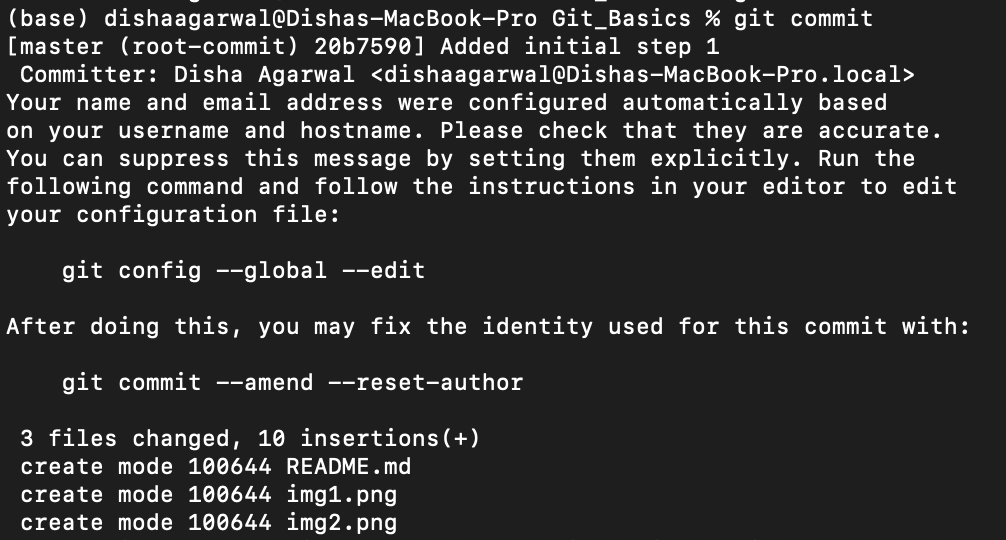 (base) dishaagarwal@Dishas-MacBook-Pro Git_Basics % git commit
[master (root-commit) 20b7590] Added initial step 1
 Committer: Disha Agarwal <dishaagarwal@Dishas-MacBook-Pro.local>
Your name and email address were configured automatically based
on your username and hostname. Please check that they are accurate.
You can suppress this message by setting them explicitly. Run the
following command and follow the instructions in your editor to edit
your configuration file:

    git config --global --edit

After doing this, you may fix the identity used for this commit with:

    git commit --amend --reset-author

 3 files changed, 10 insertions(+)
 create mode 100644 README.md
 create mode 100644 img1.png
 create mode 100644 img2.png